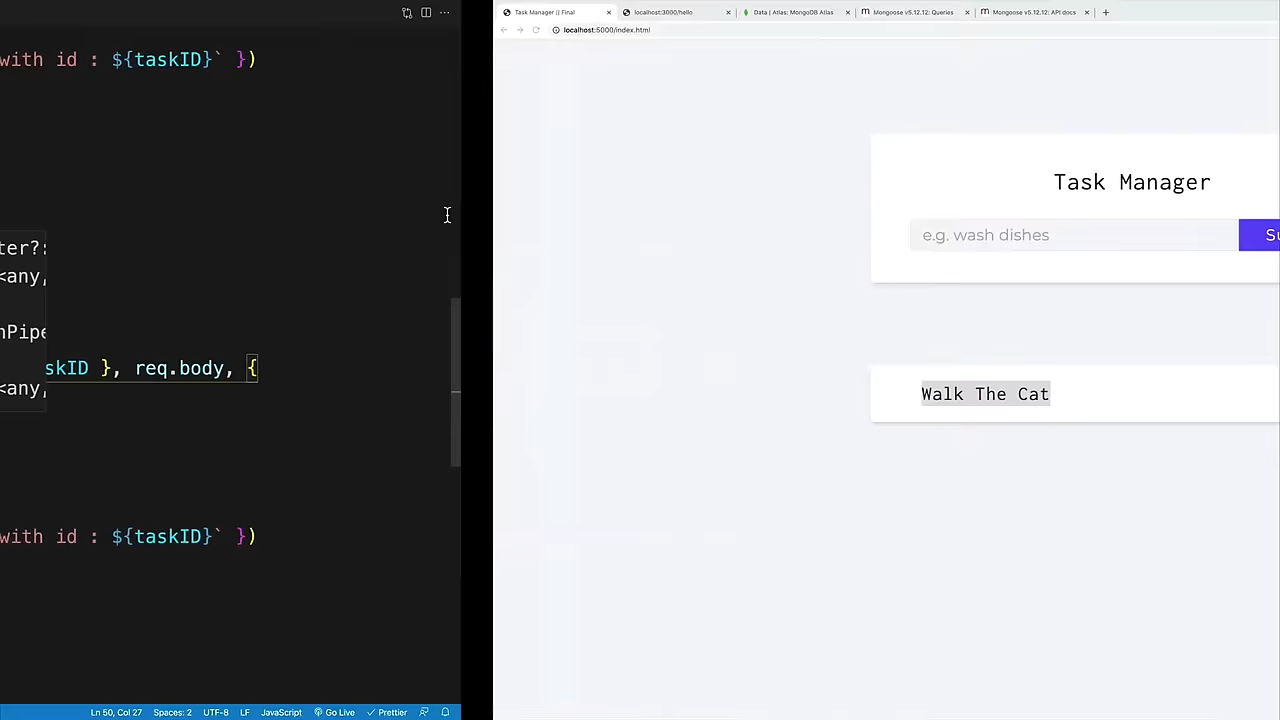 with id : ${taskID}` })
ter?:
<any,
nPipe
skID }, req.body, {
<any,
with id : ${taskID}` })
Ln 50, Col 27 Spaces: 2 UTF-8 LF JavaScript Go Live Prettier
Task Manager || Final localhost:3000/hello Data | Atlas: MongoDB Atlas Mongoose v5.12.12: Queries Mongoose v5.12.12: API docs
localhost:5000/index.html
Task Manager
e.g. wash dishes Su
Walk The Cat